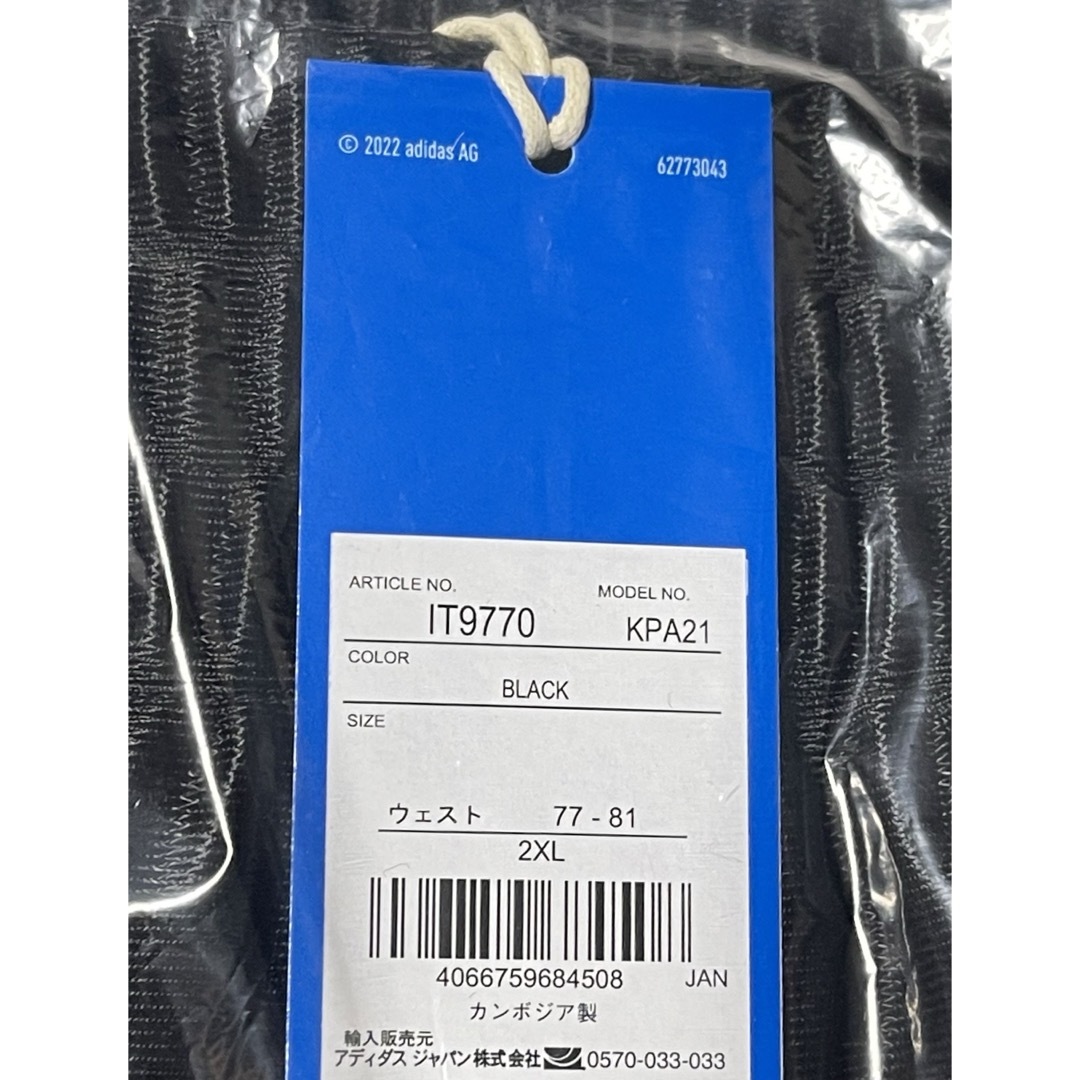 © 2022 adidas AG
62773043
ARTICLE NO. MODEL NO.
IT9770 KPA21
COLOR
BLACK
SIZE
ウェスト 77 - 81
2XL
4066759684508 JAN
カンボジア製
輸入販売元
アディダス ジャパン株式会社 0570-033-033